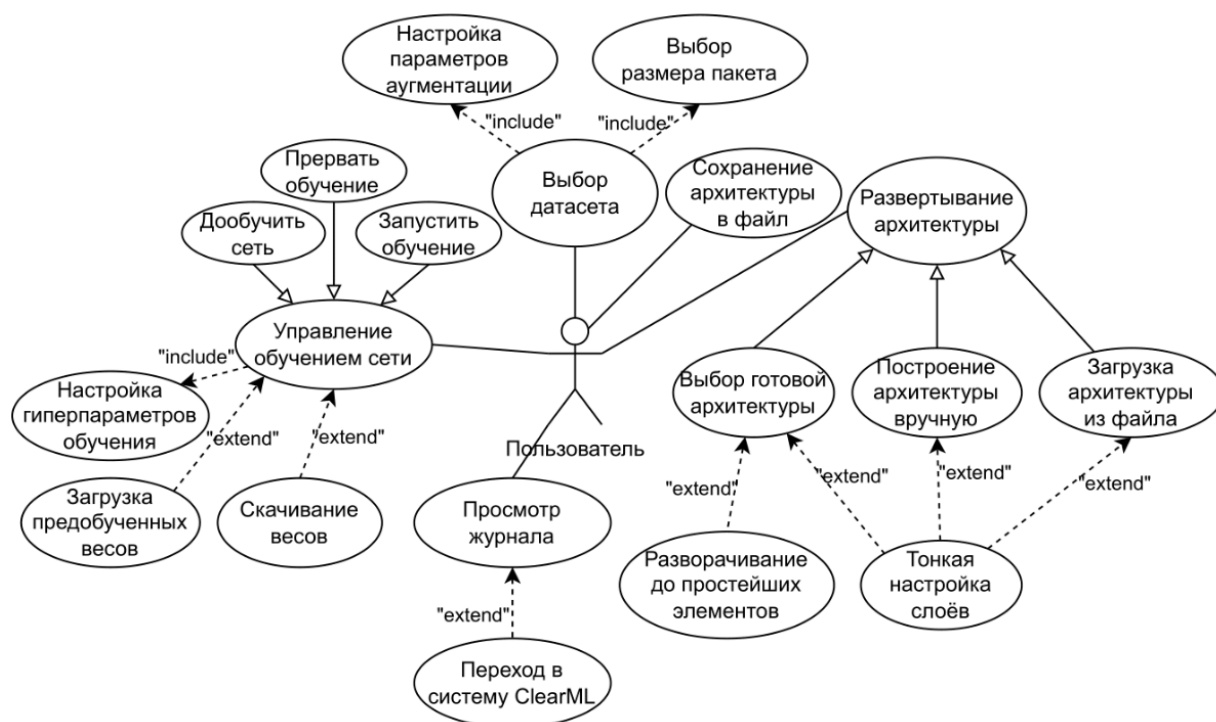 Настройка
параметров
аугментации
Выбор
размера пакета
"include"
"include"
Прервать
обучение
Дообучить
сеть
Запустить
обучение
Выбор
датасета
Сохранение
архитектуры
в файл
Развертывание
архитектуры
Управление
обучением сети
"include"
Настройка
гиперпараметров
обучения
"extend"
"extend"
Загрузка
предобученных
весов
Скачивание
весов
Пользователь
Просмотр
журнала
"extend"
Переход в
систему ClearML
Выбор готовой
архитектуры
Построение
архитектуры
вручную
Загрузка
архитектуры
из файла
"extend"
"extend"
"extend"
"extend"
Разворачивание
до простейших
элементов
Тонкая
настройка
слоёв